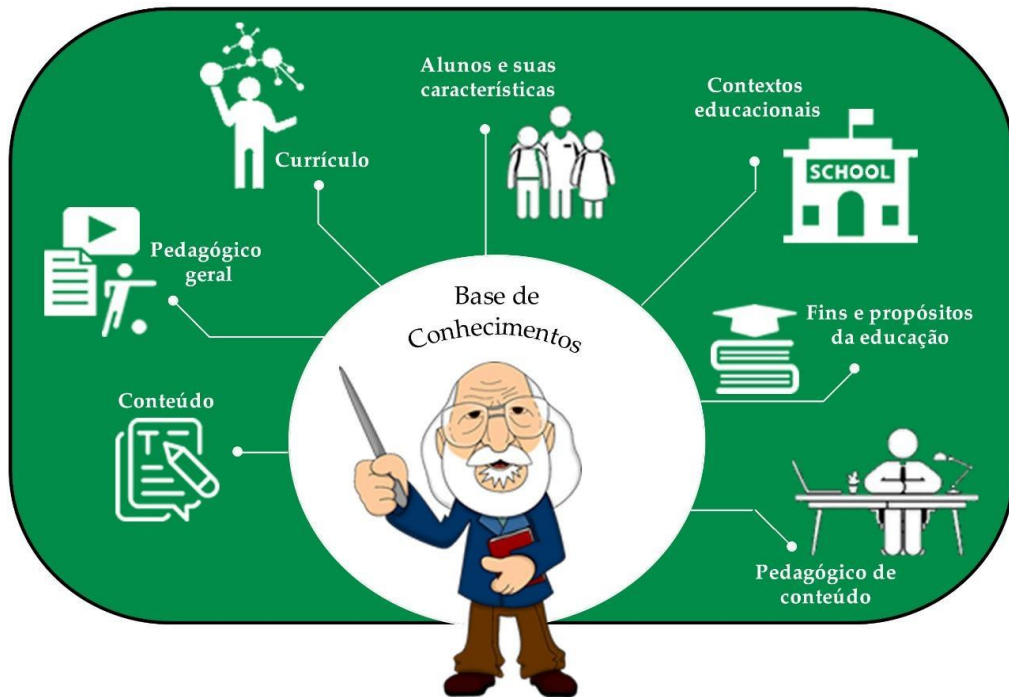 Alunos e suas
características
Contextos
educacionais
SCHOOL
Currículo
Pedagógico
geral
Base de
Conhecimentos
Fins e propósitos
da educação
Conteúdo
T
Pedagógico de
conteúdo